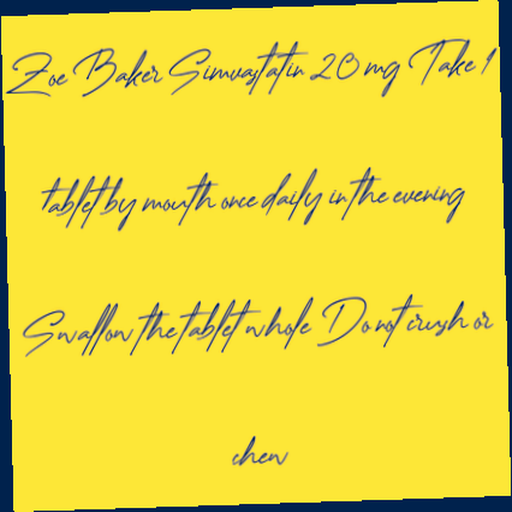 Zoe Baker Simvastatin 20 mg Take 1
tablet by mouth once daily in the evening
Swallow the tablet whole Do not crush or
chew